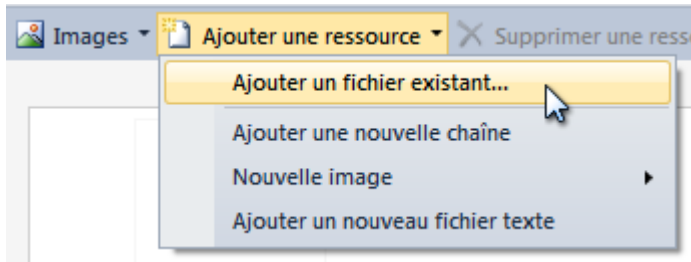 Images Ajouter une ressource Supprimer une
Ajouter un fichier existant...
Ajouter une nouvelle chaîne
Nouvelle image
Ajouter un nouveau fichier texte